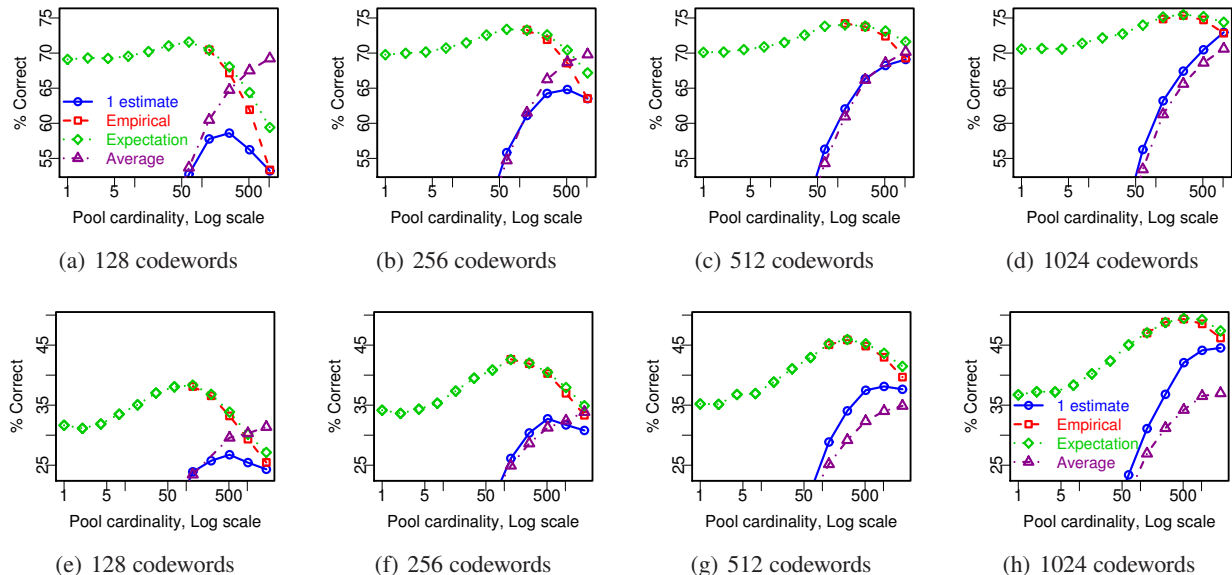 % Correct
55 60 65 70 75
1 estimate
Empirical
Expectation
Average
1 5 50 500
Pool cardinality, Log scale
(a) 128 codewords
% Correct
55 60 65 70 75
1 5 50 500
Pool cardinality, Log scale
(b) 256 codewords
% Correct
55 60 65 70 75
1 5 50 500
Pool cardinality, Log scale
(c) 512 codewords
% Correct
55 60 65 70 75
1 5 50 500
Pool cardinality, Log scale
(d) 1024 codewords
% Correct
25 35 45
1 5 50 500
Pool cardinality, Log scale
(e) 128 codewords
% Correct
25 35 45
1 5 50 500
Pool cardinality, Log scale
(f) 256 codewords
% Correct
25 35 45
1 5 50 500
Pool cardinality, Log scale
(g) 512 codewords
% Correct
25 35 45
1 estimate
Empirical
Expectation
Average
1 5 50 500
Pool cardinality, Log scale
(h) 1024 codewords